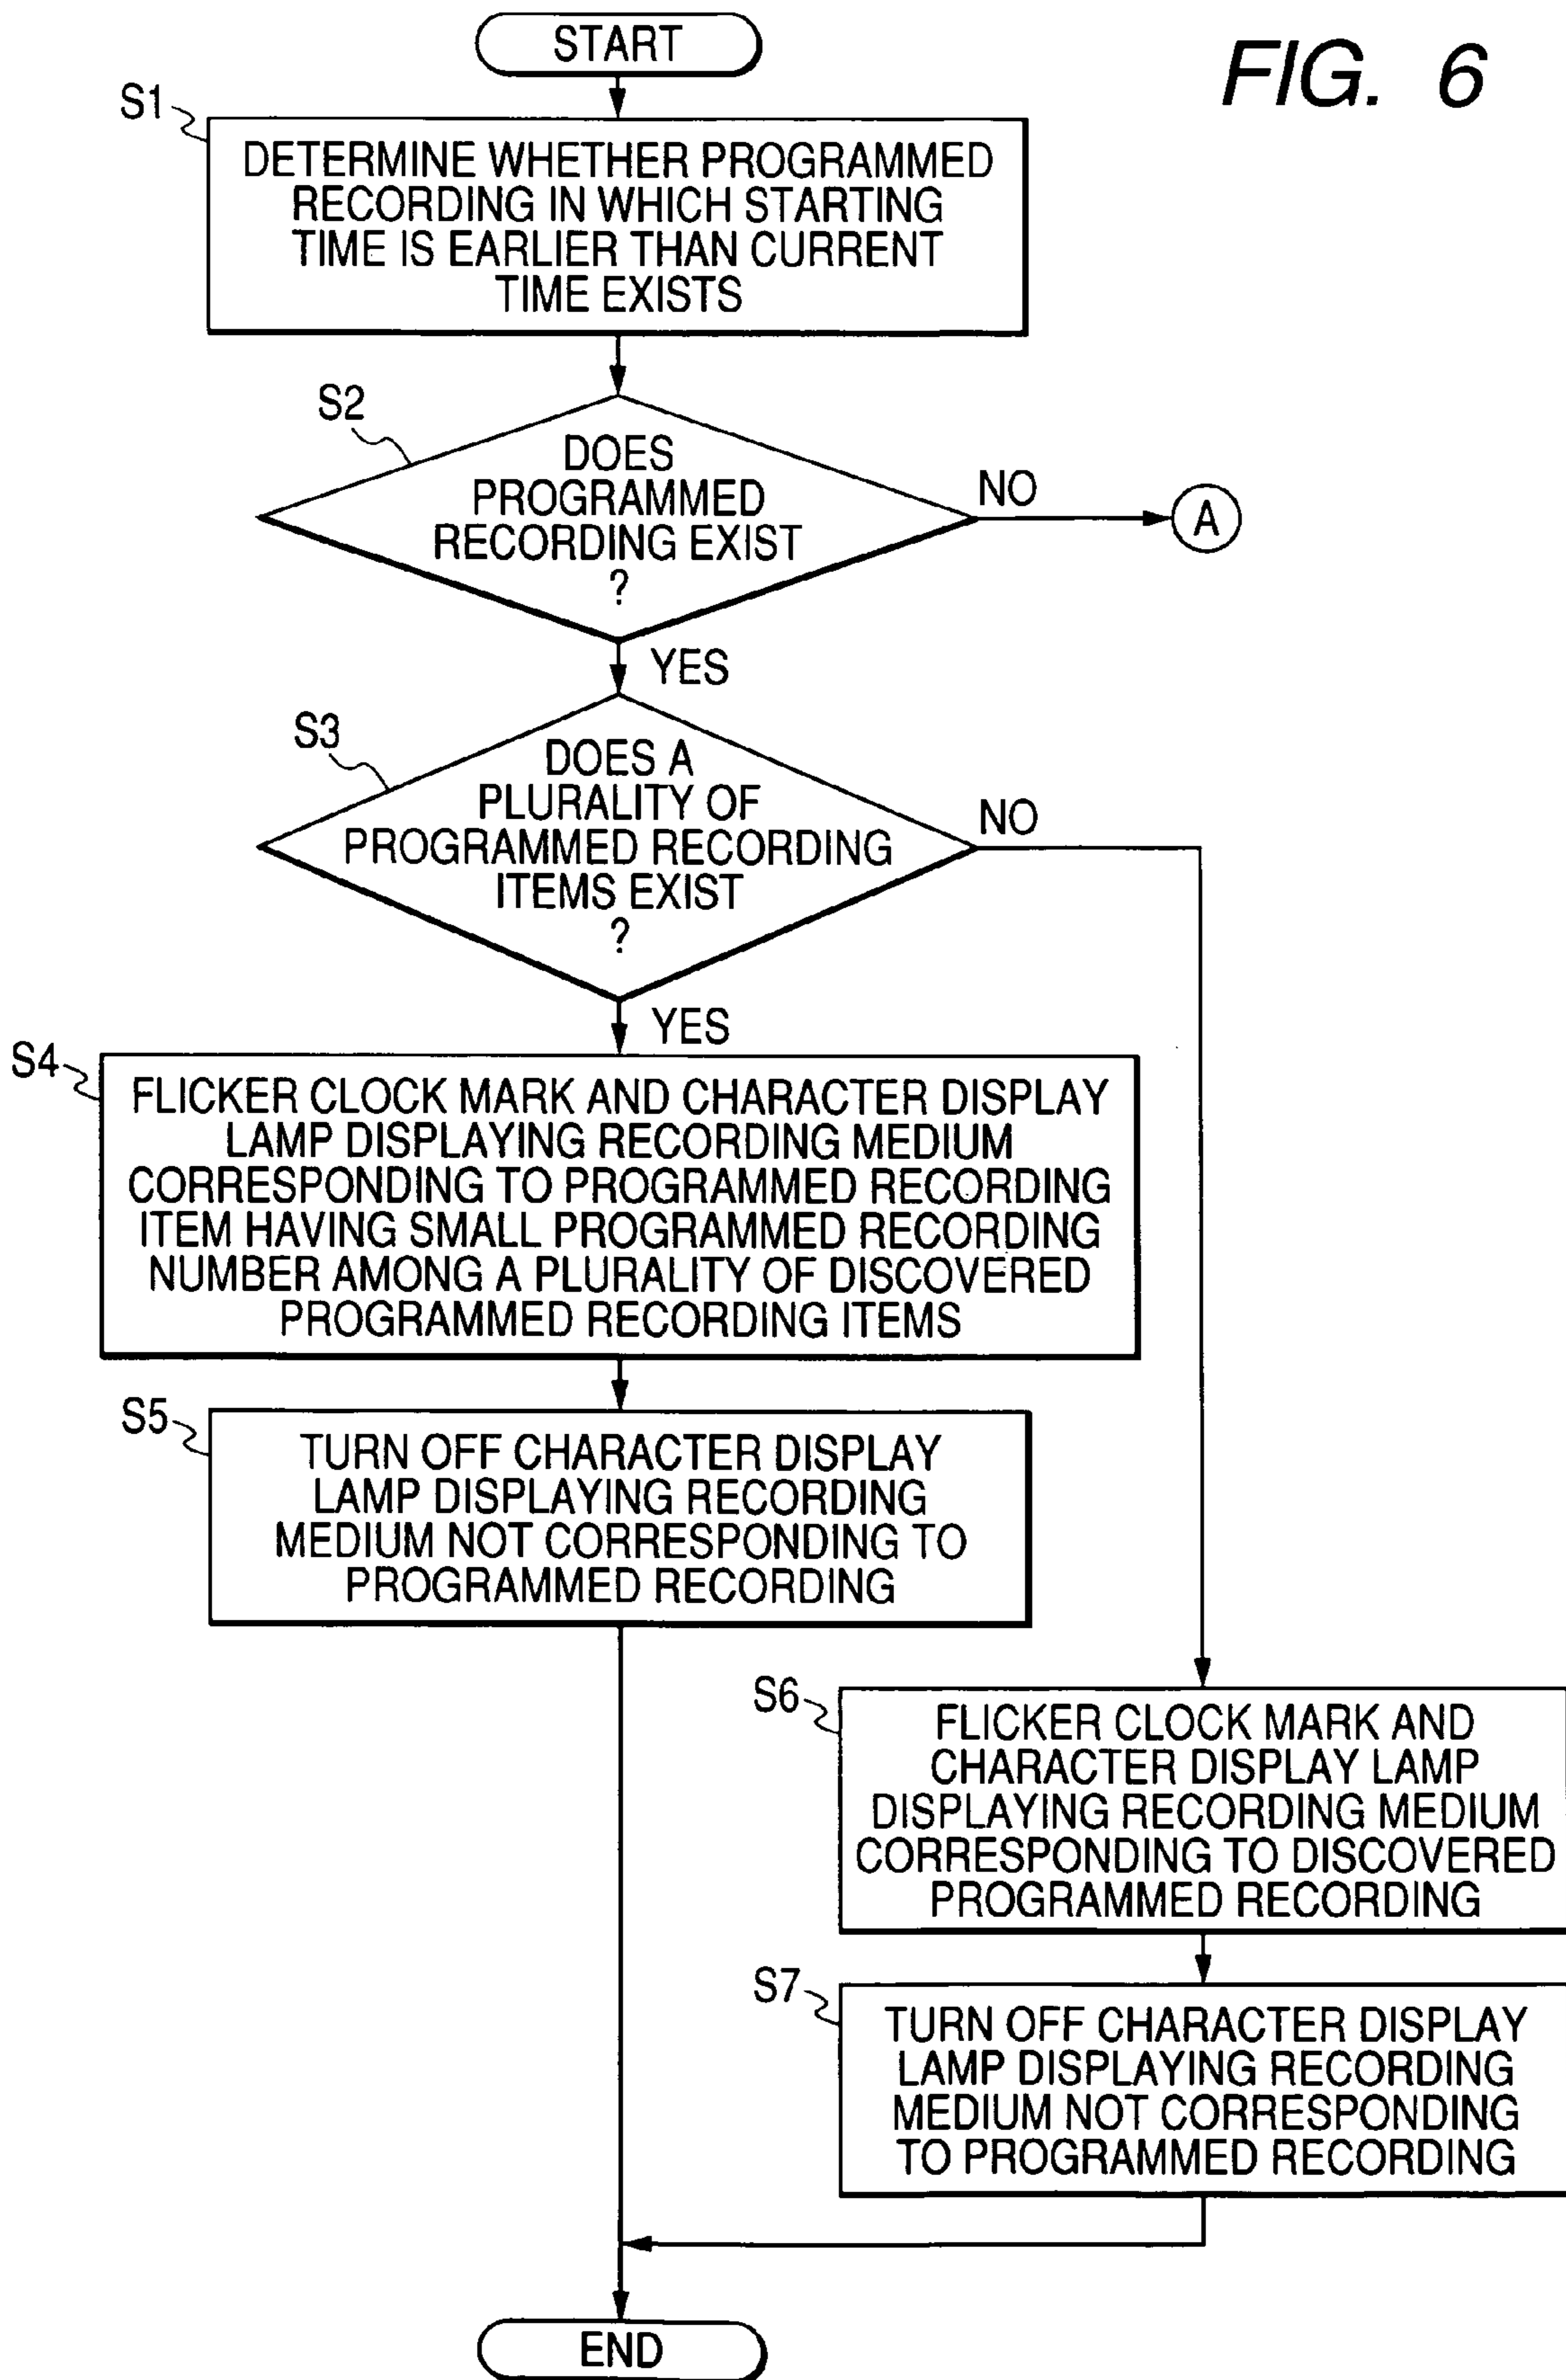 START
FIG. 6
S1
DETERMINE WHETHER PROGRAMMED
RECORDING IN WHICH STARTING
TIME IS EARLIER THAN CURRENT
TIME EXISTS
S2
DOES
PROGRAMMED
RECORDING EXIST
?
NO
A
YES
S3
DOES A
PLURALITY OF
PROGRAMMED RECORDING
ITEMS EXIST
?
NO
YES
S4
FLICKER CLOCK MARK AND CHARACTER DISPLAY
LAMP DISPLAYING RECORDING MEDIUM
CORRESPONDING TO PROGRAMMED RECORDING
ITEM HAVING SMALL PROGRAMMED RECORDING
NUMBER AMONG A PLURALITY OF DISCOVERED
PROGRAMMED RECORDING ITEMS
S5
TURN OFF CHARACTER DISPLAY
LAMP DISPLAYING RECORDING
MEDIUM NOT CORRESPONDING TO
PROGRAMMED RECORDING
S6
FLICKER CLOCK MARK AND
CHARACTER DISPLAY LAMP
DISPLAYING RECORDING MEDIUM
CORRESPONDING TO DISCOVERED
PROGRAMMED RECORDING
S7
TURN OFF CHARACTER DISPLAY
LAMP DISPLAYING RECORDING
MEDIUM NOT CORRESPONDING
TO PROGRAMMED RECORDING
END